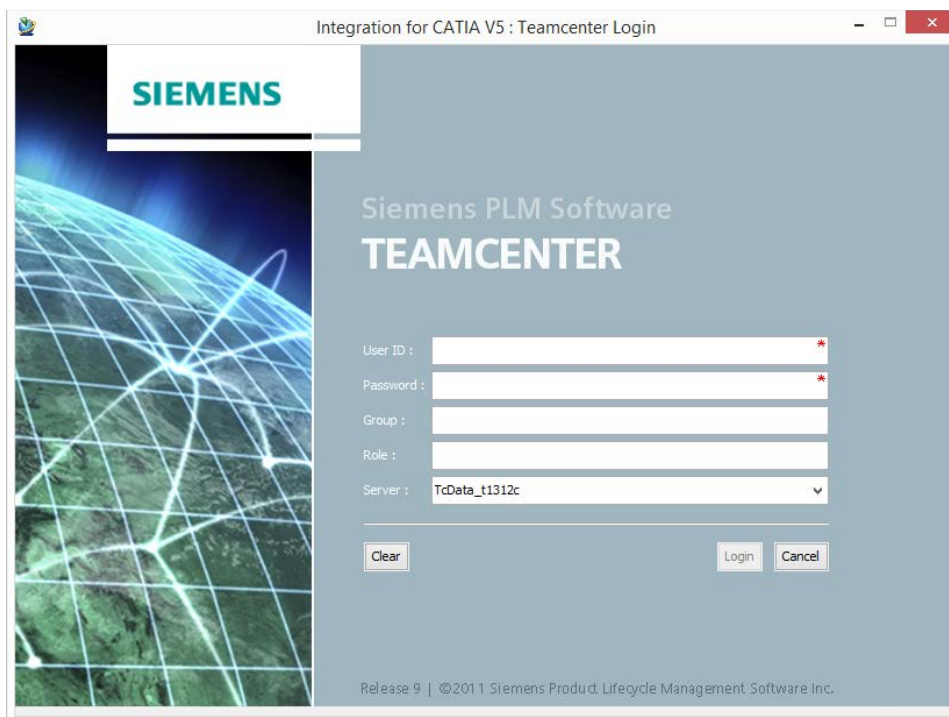 Integration for CATIA V5 : Teamcenter Login
SIEMENS
Siemens PLM Software
TEAMCENTER
User ID : *
Password : *
Group :
Role :
Server : TcData_t1312c
Clear Login Cancel
Release 9 | ©2011 Siemens Product Lifecycle Management Software Inc.